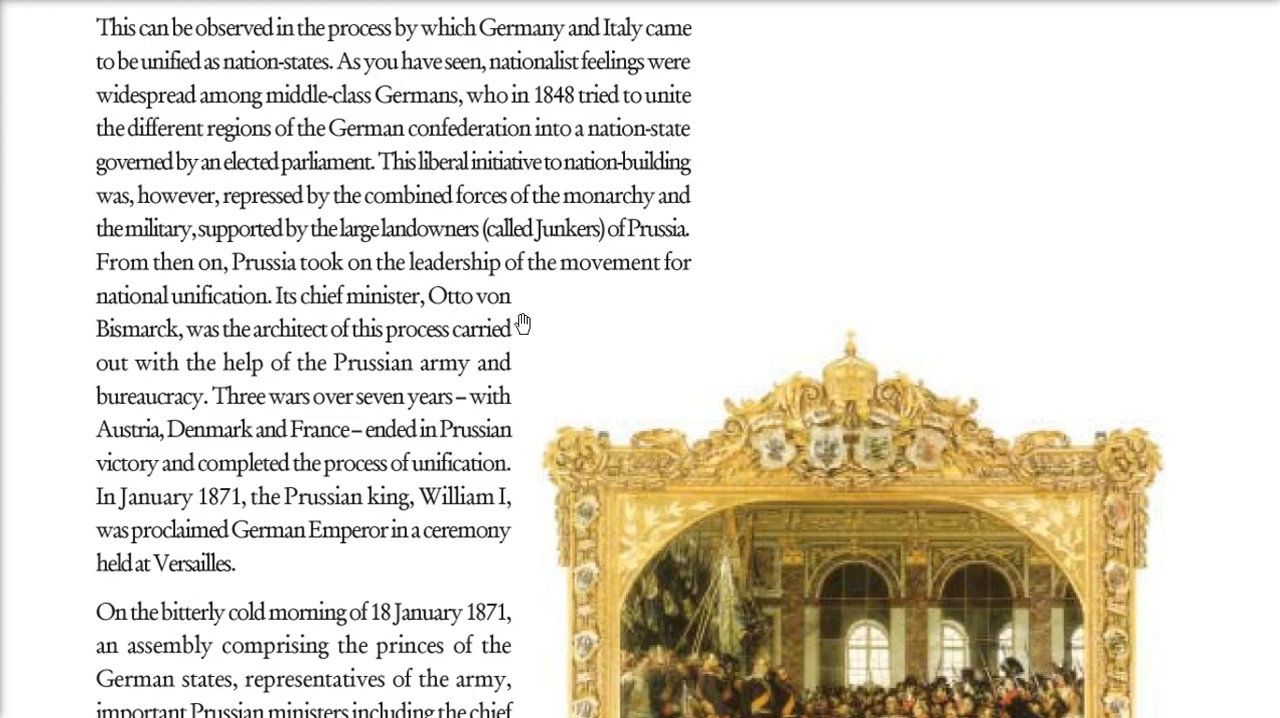 This can be observed in the process by which Germany and Italy came
to be unified as nation-states. As you have seen, nationalist feelings were
widespread among middle-class Germans, who in 1848 tried to unite
the different regions of the German confederation into a nation-state
governed by an elected parliament. This liberal initiative to nation-building
was, however, repressed by the combined forces of the monarchy and
the military, supported by the large landowners (called Junkers) of Prussia.
From then on, Prussia took on the leadership of the movement for
national unification. Its chief minister, Otto von
Bismarck, was the architect of this process carried
out with the help of the Prussian army and
bureaucracy. Three wars over seven years – with
Austria, Denmark and France – ended in Prussian
victory and completed the process of unification.
In January 1871, the Prussian king, William I,
was proclaimed German Emperor in a ceremony
held at Versailles.
On the bitterly cold morning of 18 January 1871,
an assembly comprising the princes of the
German states, representatives of the army,
important Prussian ministers including the chief